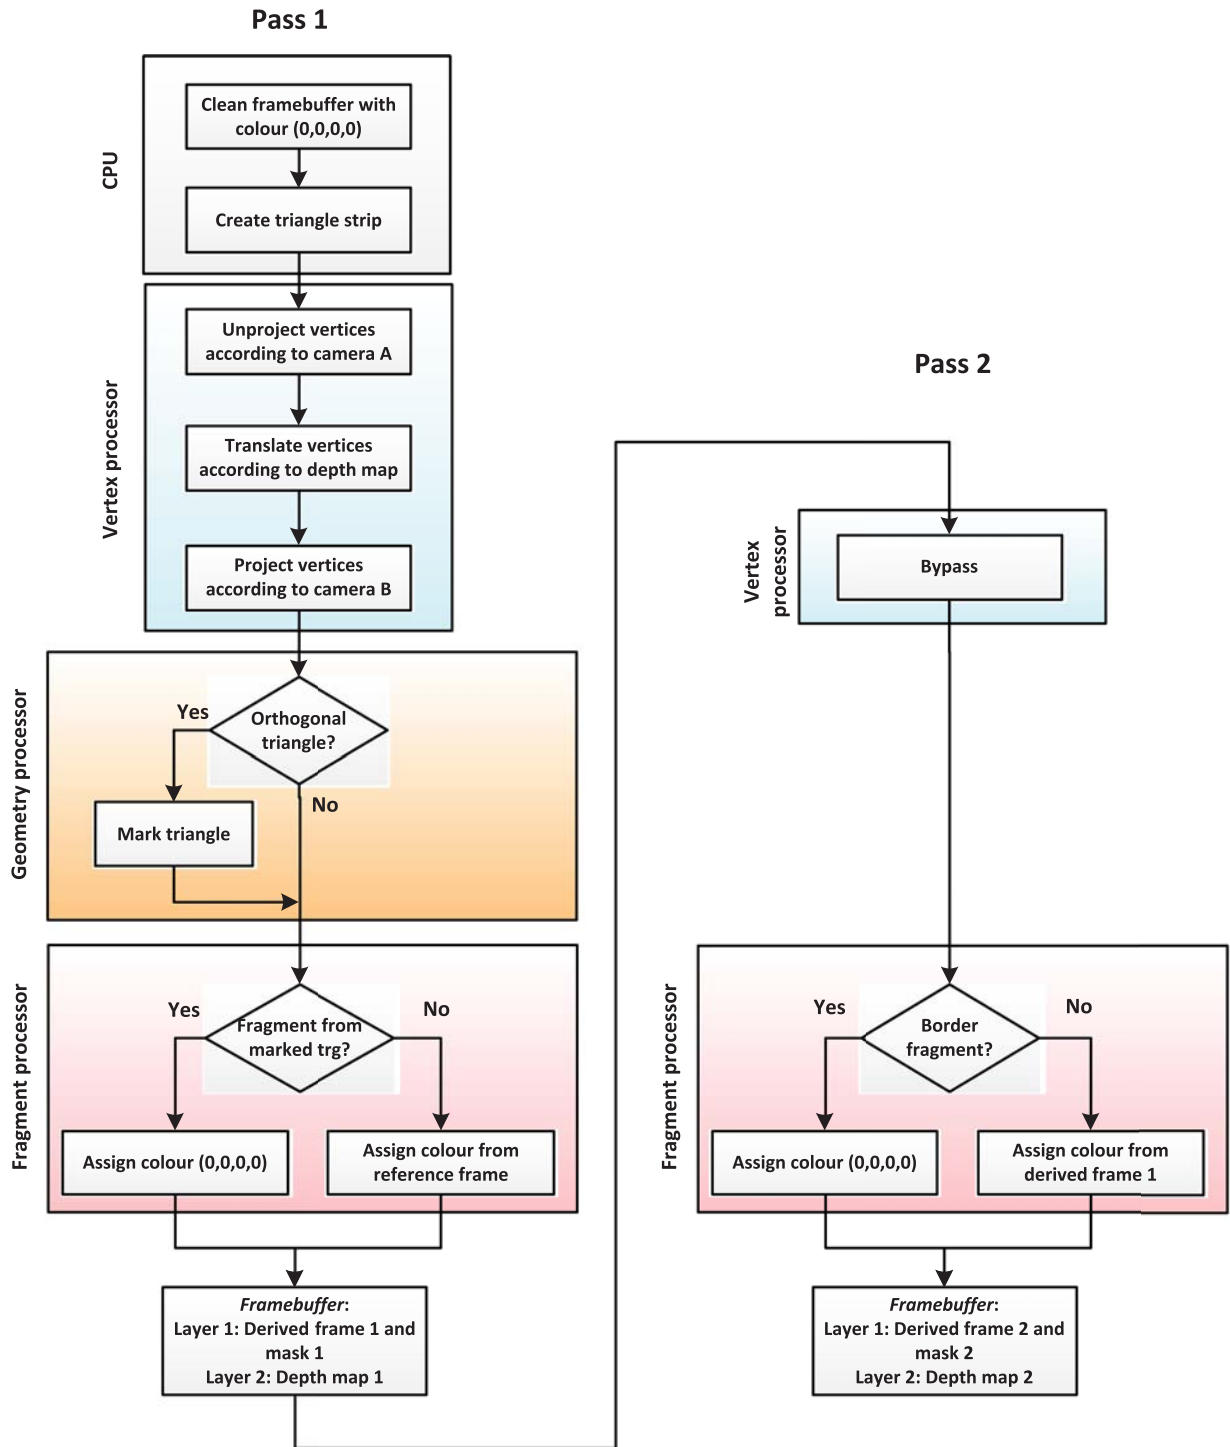 Pass 1
CPU
Clean framebuffer with
colour (0,0,0,0)
Create triangle strip
Vertex processor
Unproject vertices
according to camera A
Translate vertices
according to depth map
Project vertices
according to camera B
Geometry processor
Orthogonal
triangle?
Yes
No
Mark triangle
Fragment processor
Fragment from
marked trg?
Yes
No
Assign colour (0,0,0,0)
Assign colour from
reference frame
Framebuffer:
Layer 1: Derived frame 1 and
mask 1
Layer 2: Depth map 1
Pass 2
Vertex
processor
Bypass
Fragment processor
Border
fragment?
Yes
No
Assign colour (0,0,0,0)
Assign colour from
derived frame 1
Framebuffer:
Layer 1: Derived frame 2 and
mask 2
Layer 2: Depth map 2